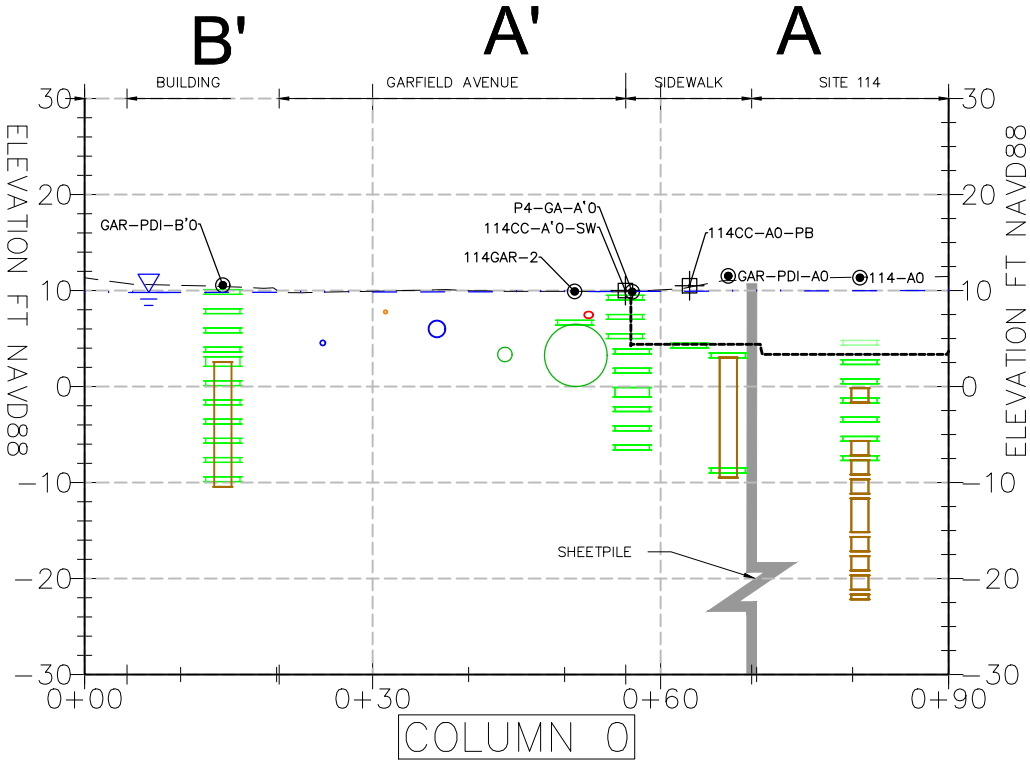 B' A' A
BUILDING GARFIELD AVENUE SIDEWALK SITE 114
30 30
20 20
P4-GA-A'0
GAR-PDI-B'0 114CC-A'0-SW 114CC-A0-PB
114GAR-2
GAR-PDI-A0 114-A0
10 10
0 0
-10 -10
SHEETPILE
-20 -20
-30 -30
ELEVATION FT NAVD88
ELEVATION FT NAVD88
0+00 0+30 0+60 0+90
COLUMN 0